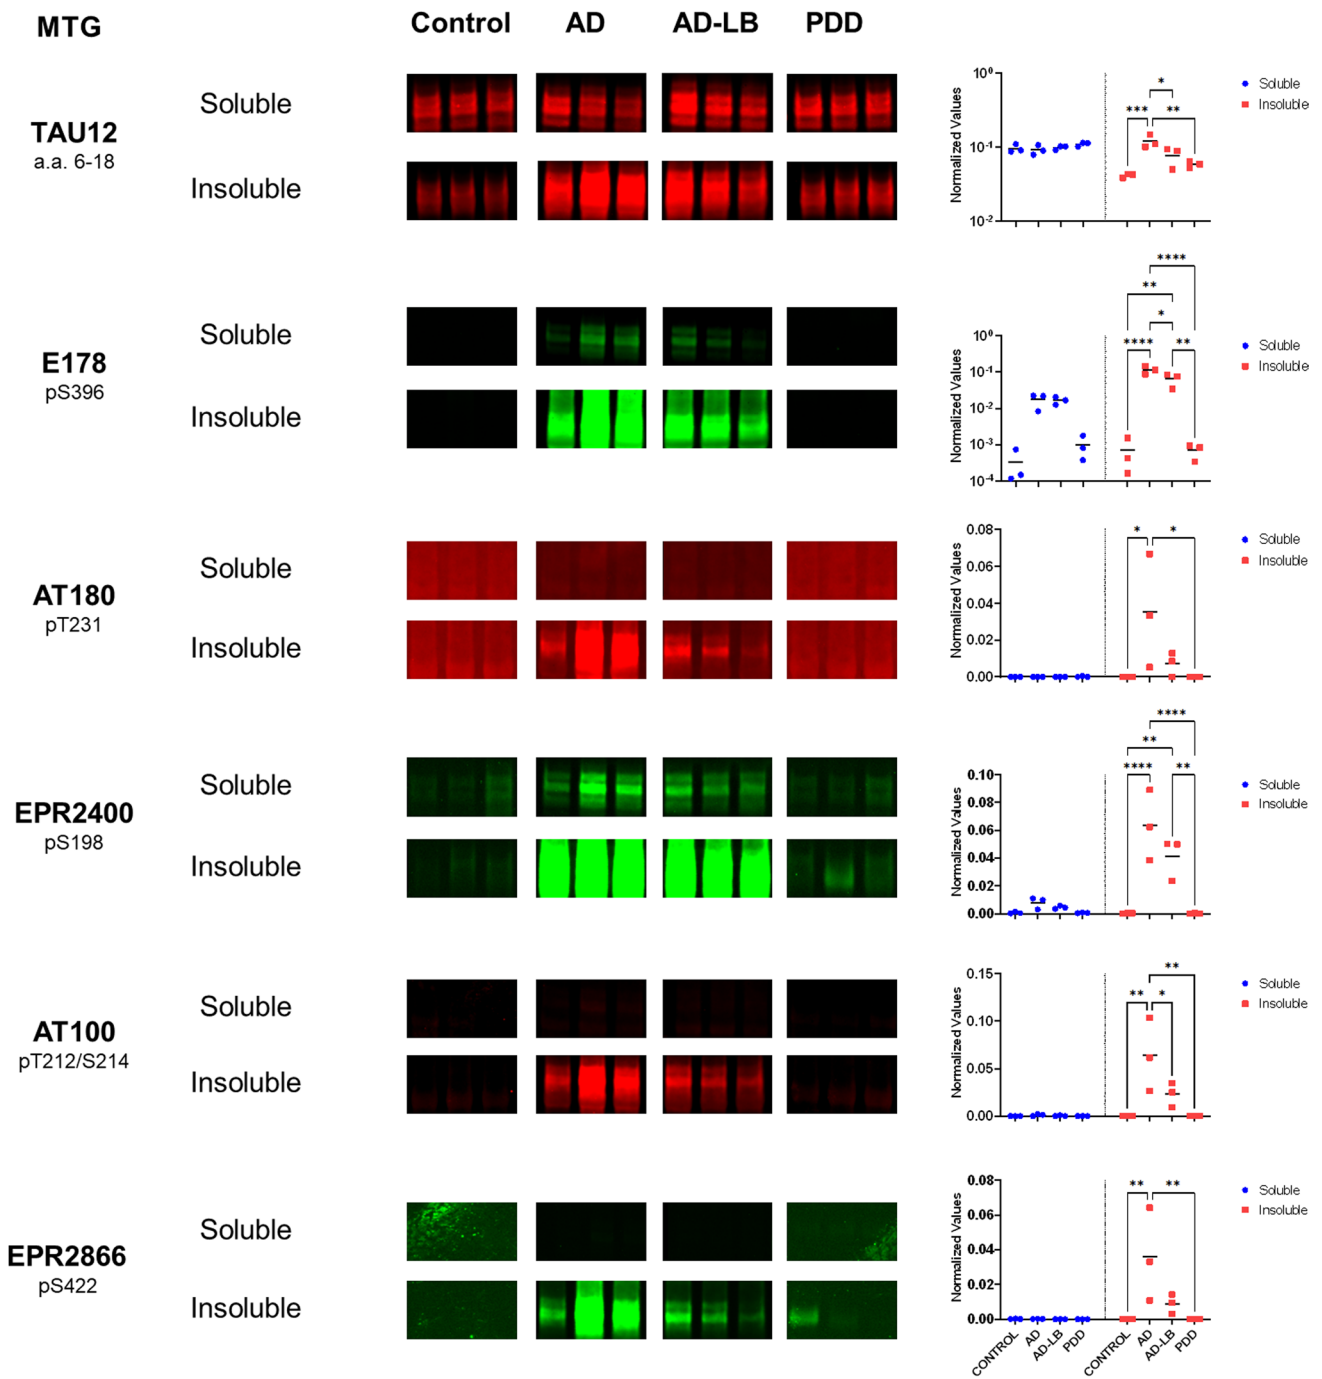 MTG
Control AD AD-LB PDD
TAU12
a.a. 6-18
Soluble
Insoluble
Normalized Values
10⁰
10⁻¹
10⁻²
*
*** **
Soluble
Insoluble
E178
pS396
Soluble
Insoluble
Normalized Values
10⁰
10⁻¹
10⁻²
10⁻³
10⁻⁴
****
**
*
**** **
Soluble
Insoluble
AT180
pT231
Soluble
Insoluble
Normalized Values
0.08
0.06
0.04
0.02
0.00
* *
Soluble
Insoluble
EPR2400
pS198
Soluble
Insoluble
Normalized Values
0.10
0.08
0.06
0.04
0.02
0.00
****
**
**** **
Soluble
Insoluble
AT100
pT212/S214
Soluble
Insoluble
Normalized Values
0.15
0.10
0.05
0.00
**
** *
Soluble
Insoluble
EPR2866
pS422
Soluble
Insoluble
Normalized Values
0.08
0.06
0.04
0.02
0.00
** **
Soluble
Insoluble
CONTROL AD AD-LB PDD CONTROL AD AD-LB PDD